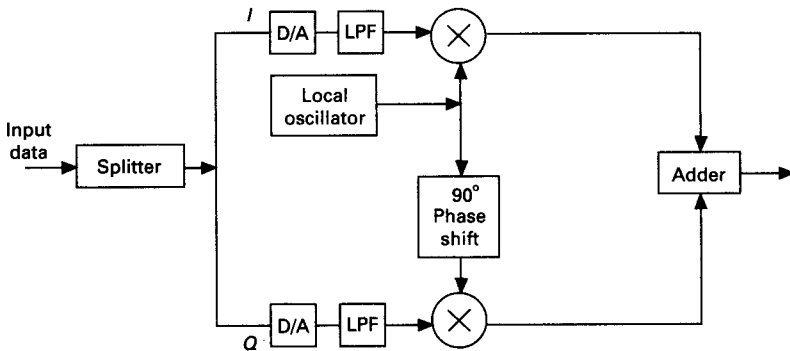 I
D/A
LPF
Local
oscillator
Input
data
Splitter
90°
Phase
shift
Adder
D/A
LPF
Q